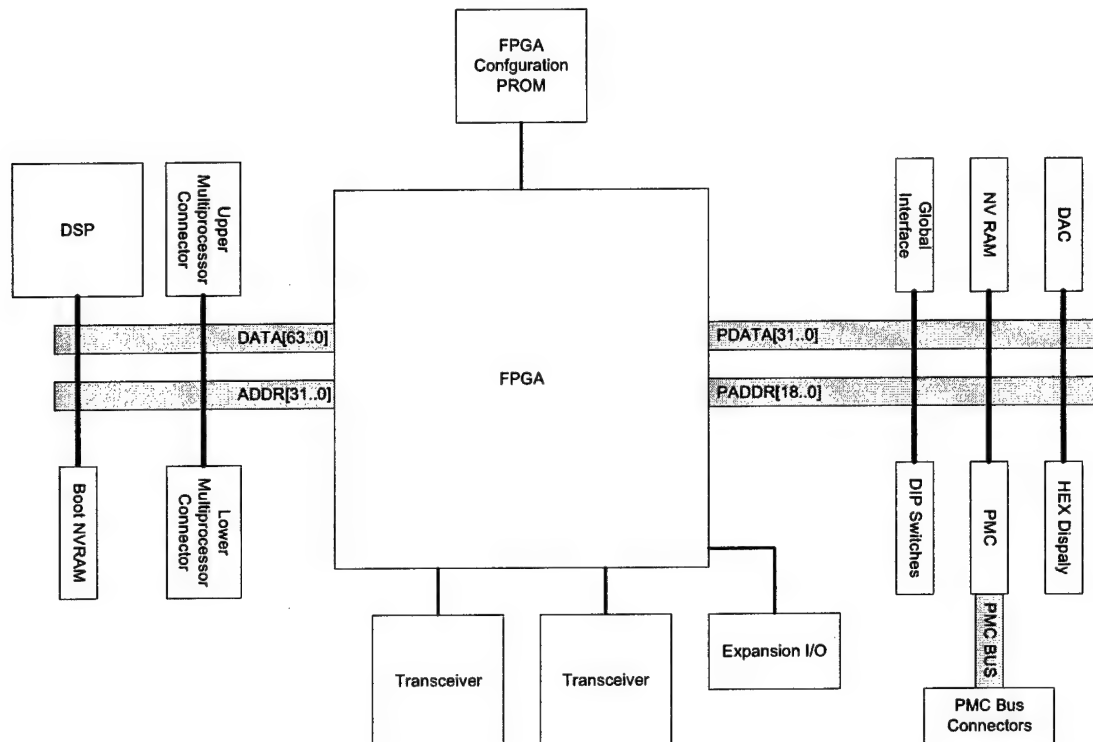 FPGA
Confguration
PROM
DSP
Upper
Multiprocessor
Connector
Global
Interface
NV RAM
DAC
DATA[63..0]
PDATA[31..0]
FPGA
ADDR[31..0]
PADDR[18..0]
Boot NVRAM
Lower
Multiprocessor
Connector
DIP Switches
PMC
HEX Dispaly
PMC BUS
Transceiver
Transceiver
Expansion I/O
PMC Bus
Connectors